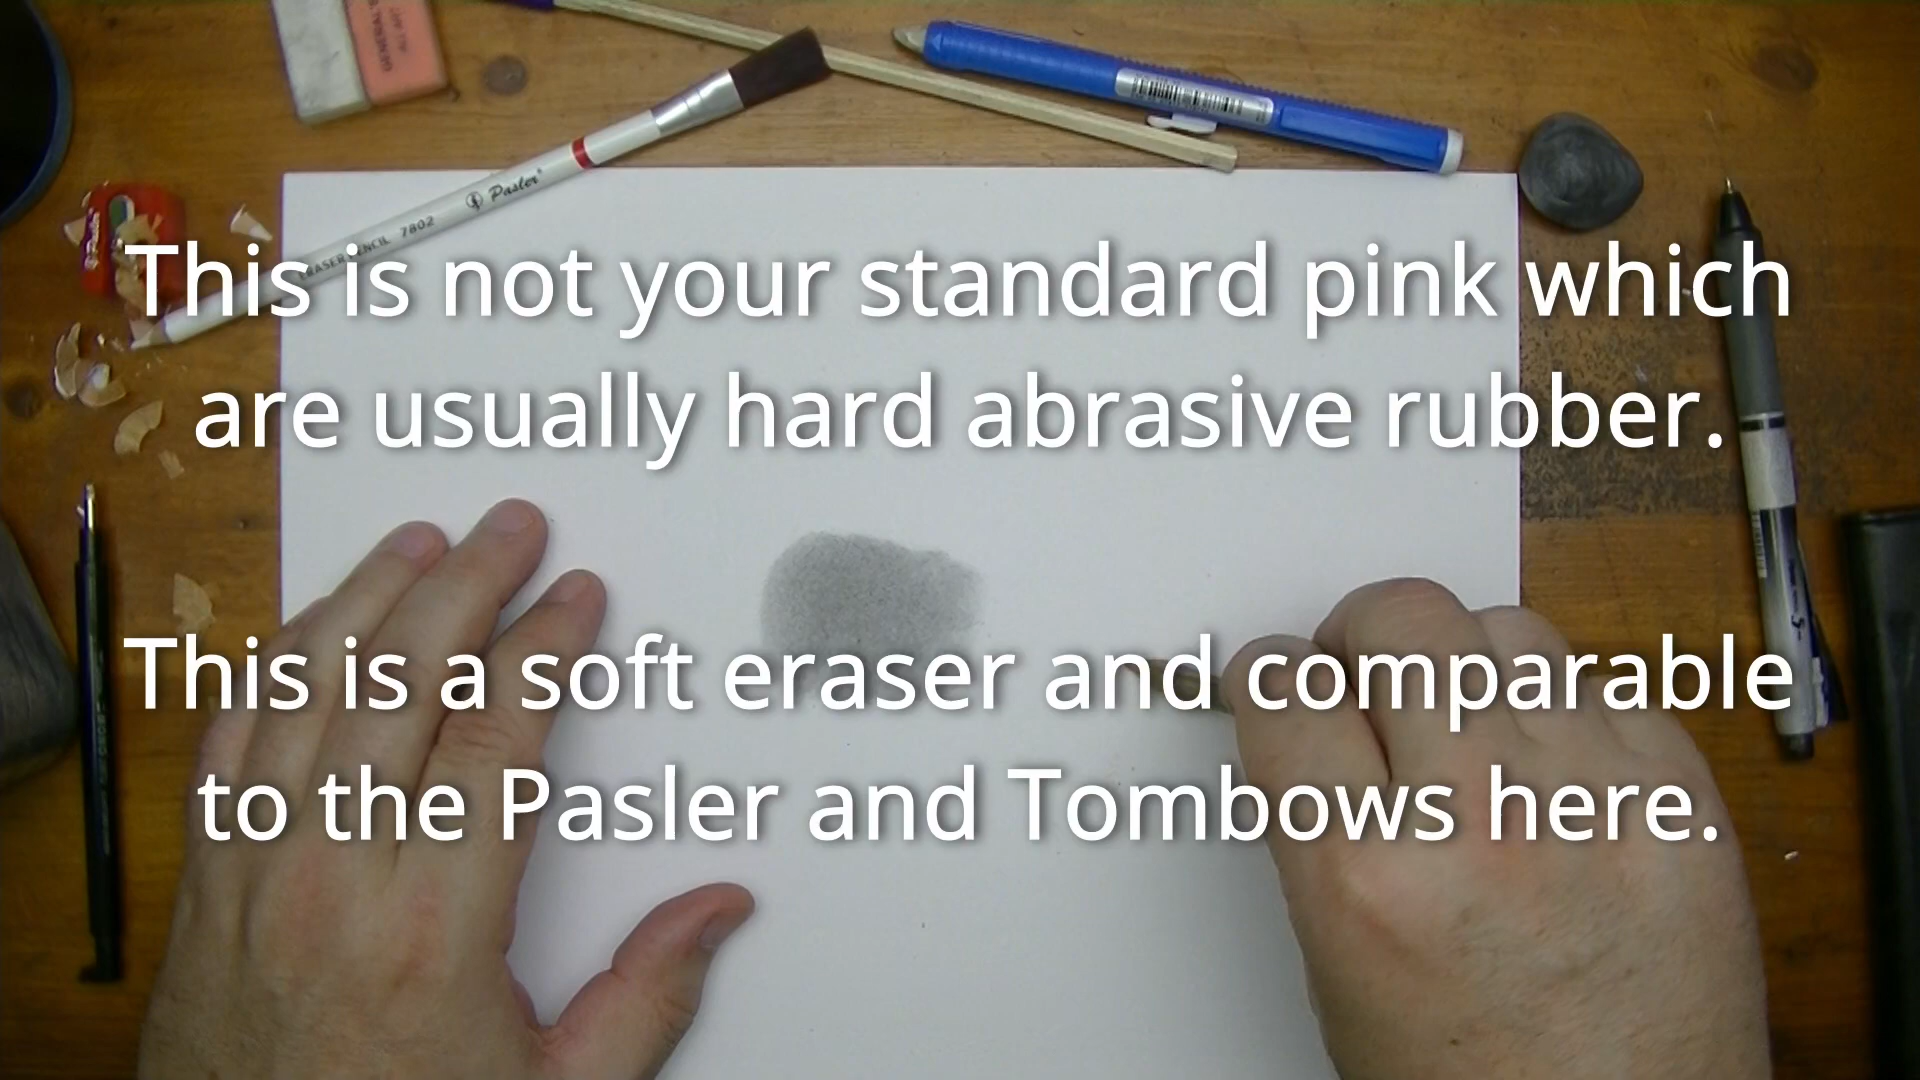 Pasler
ERASER PENCIL 7802
This is not your standard pink which
are usually hard abrasive rubber.
This is a soft eraser and comparable
to the Pasler and Tombows here.